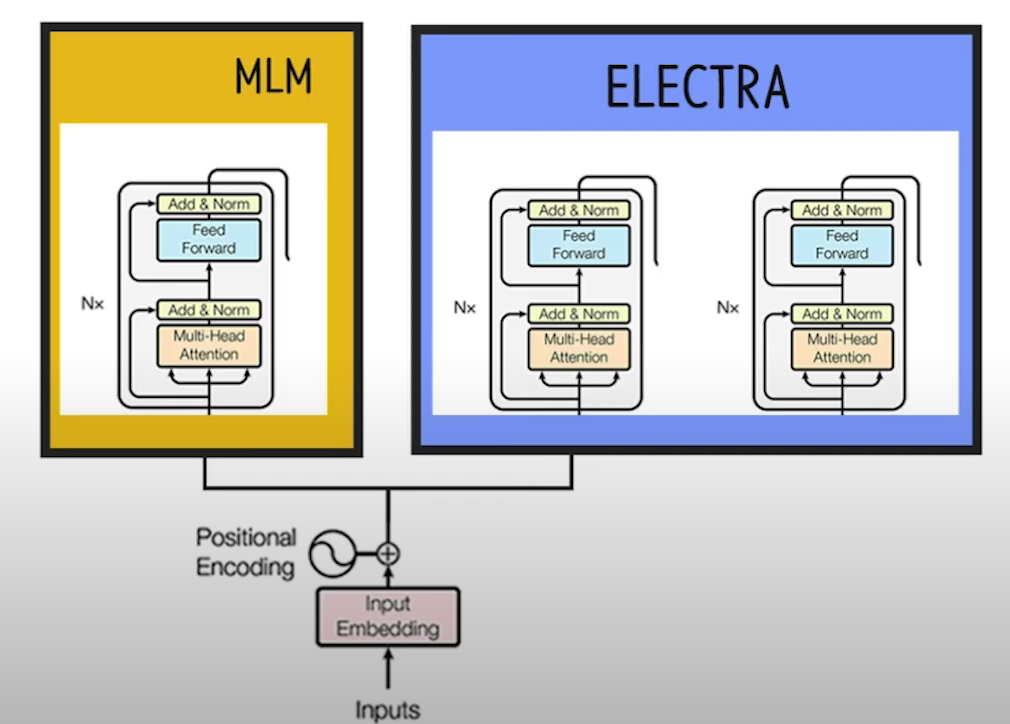 MLM
ELECTRA
Add & Norm
Feed
Forward
Nx
Add & Norm
Multi-Head
Attention
Add & Norm
Feed
Forward
Nx
Add & Norm
Multi-Head
Attention
Add & Norm
Feed
Forward
Nx
Add & Norm
Multi-Head
Attention
Positional
Encoding
Input
Embedding
Inputs